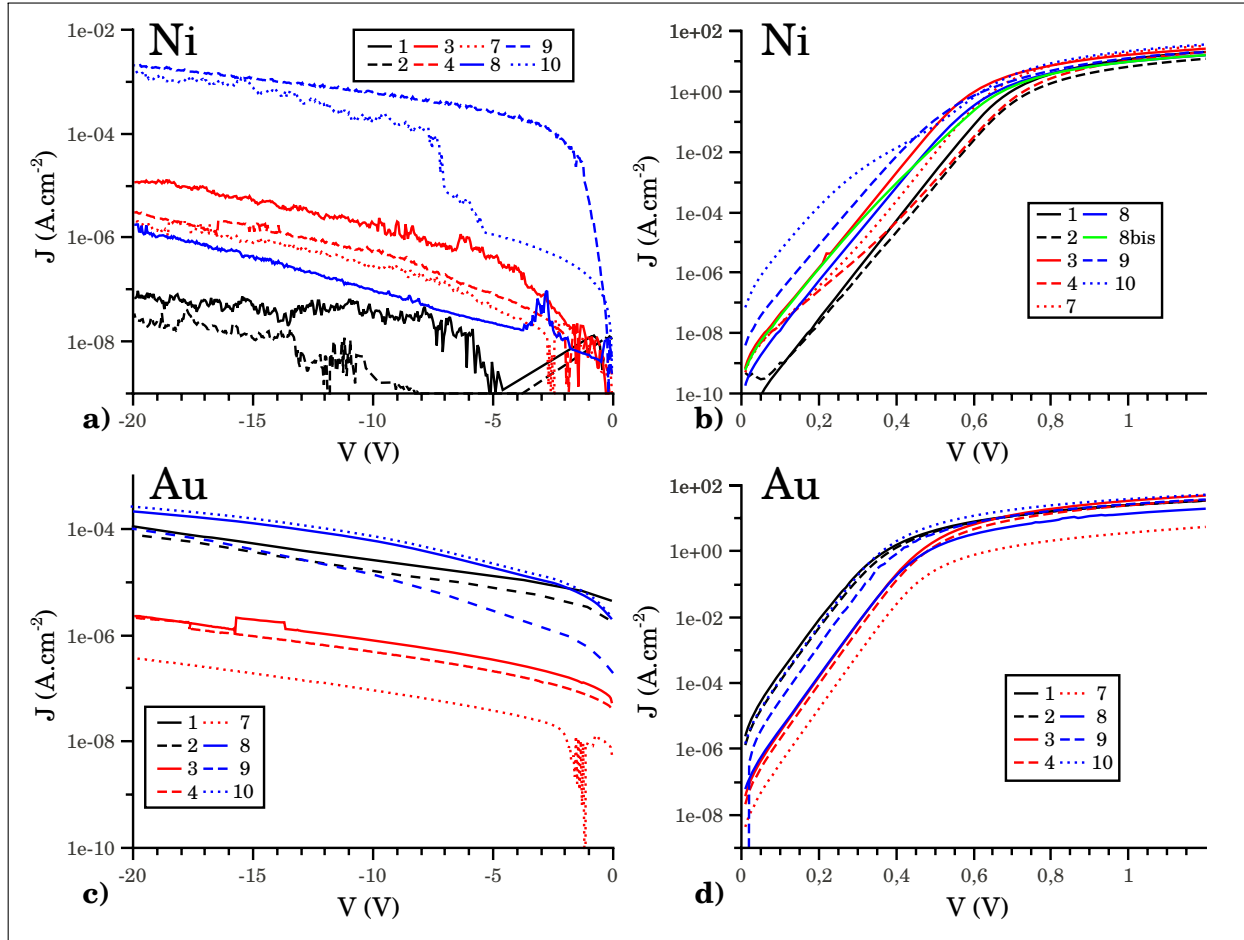 Ni
1 3 7 9
2 4 8 10
1e-02
1e-04
1e-06
1e-08
J (A.cm-2)
-20 -15 -10 -5 0
V (V)
a)
Ni
1e+02
1e+00
1e-02
1e-04
1e-06
1e-08
1e-10
J (A.cm-2)
1 8
2 8bis
3 9
4 10
7
0 0,2 0,4 0,6 0,8 1
V (V)
b)
Au
1e-04
1e-06
1e-08
1e-10
J (A.cm-2)
1 7
2 8
3 9
4 10
-20 -15 -10 -5 0
V (V)
c)
Au
1e+02
1e+00
1e-02
1e-04
1e-06
1e-08
J (A.cm-2)
1 7
2 8
3 9
4 10
0 0,2 0,4 0,6 0,8 1
V (V)
d)